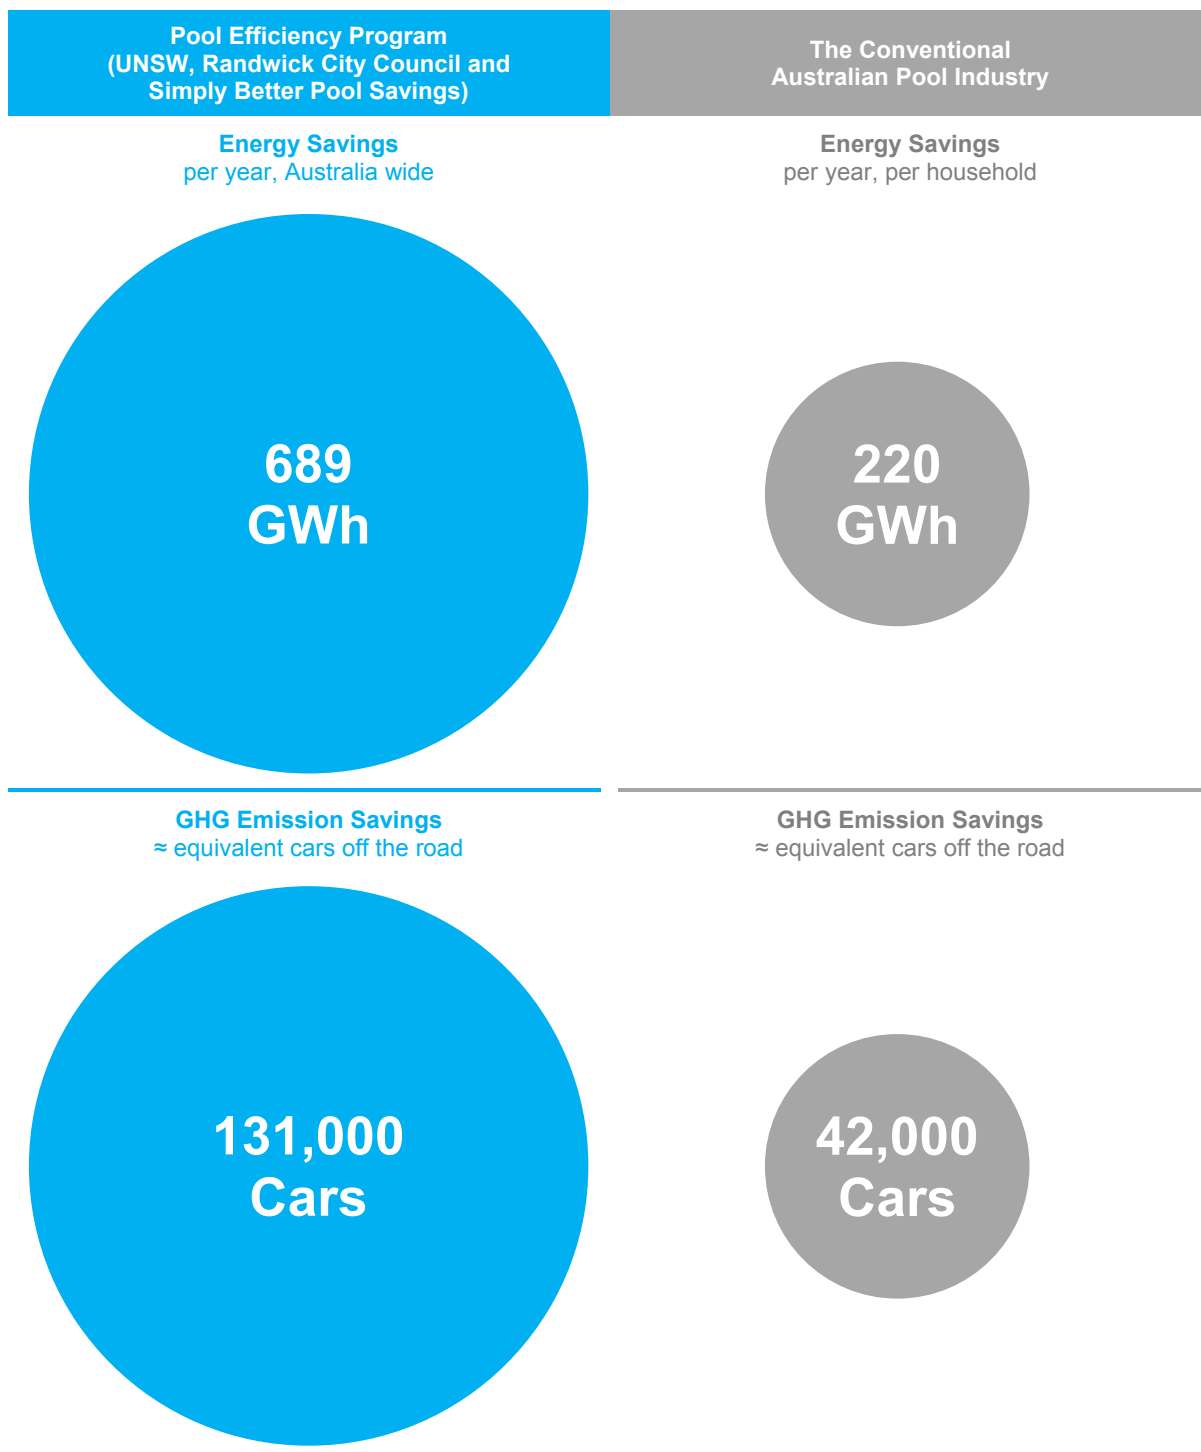 Pool Efficiency Program
(UNSW, Randwick City Council and
Simply Better Pool Savings)
The Conventional
Australian Pool Industry
Energy Savings
per year, Australia wide
Energy Savings
per year, per household
689
GWh
220
GWh
GHG Emission Savings
≈ equivalent cars off the road
GHG Emission Savings
≈ equivalent cars off the road
131,000
Cars
42,000
Cars